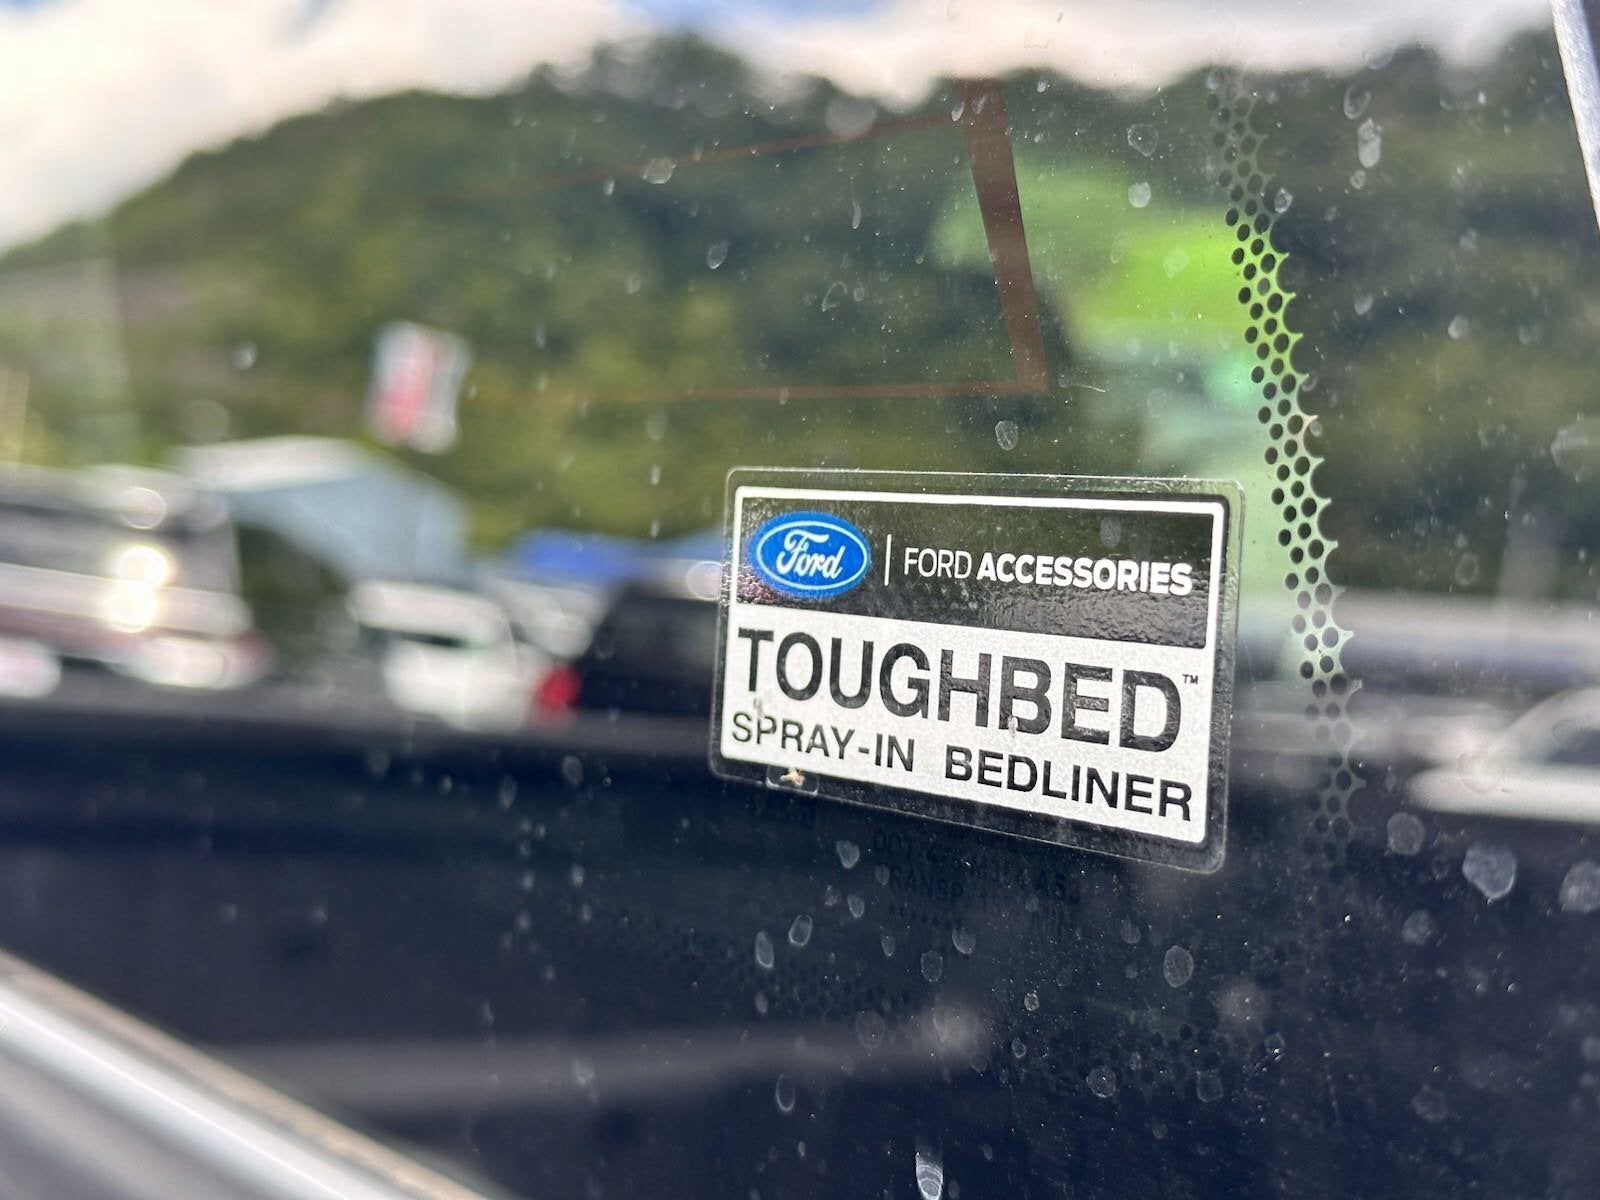 Ford | FORD ACCESSORIES
TOUGHBED™
SPRAY-IN BEDLINER